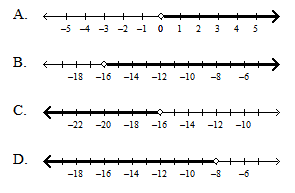 A.
–5 –4 –3 –2 –1 0 1 2 3 4 5
B.
–18 –16 –14 –12 –10 –8 –6
C.
–22 –20 –18 –16 –14 –12 –10
D.
–18 –16 –14 –12 –10 –8 –6